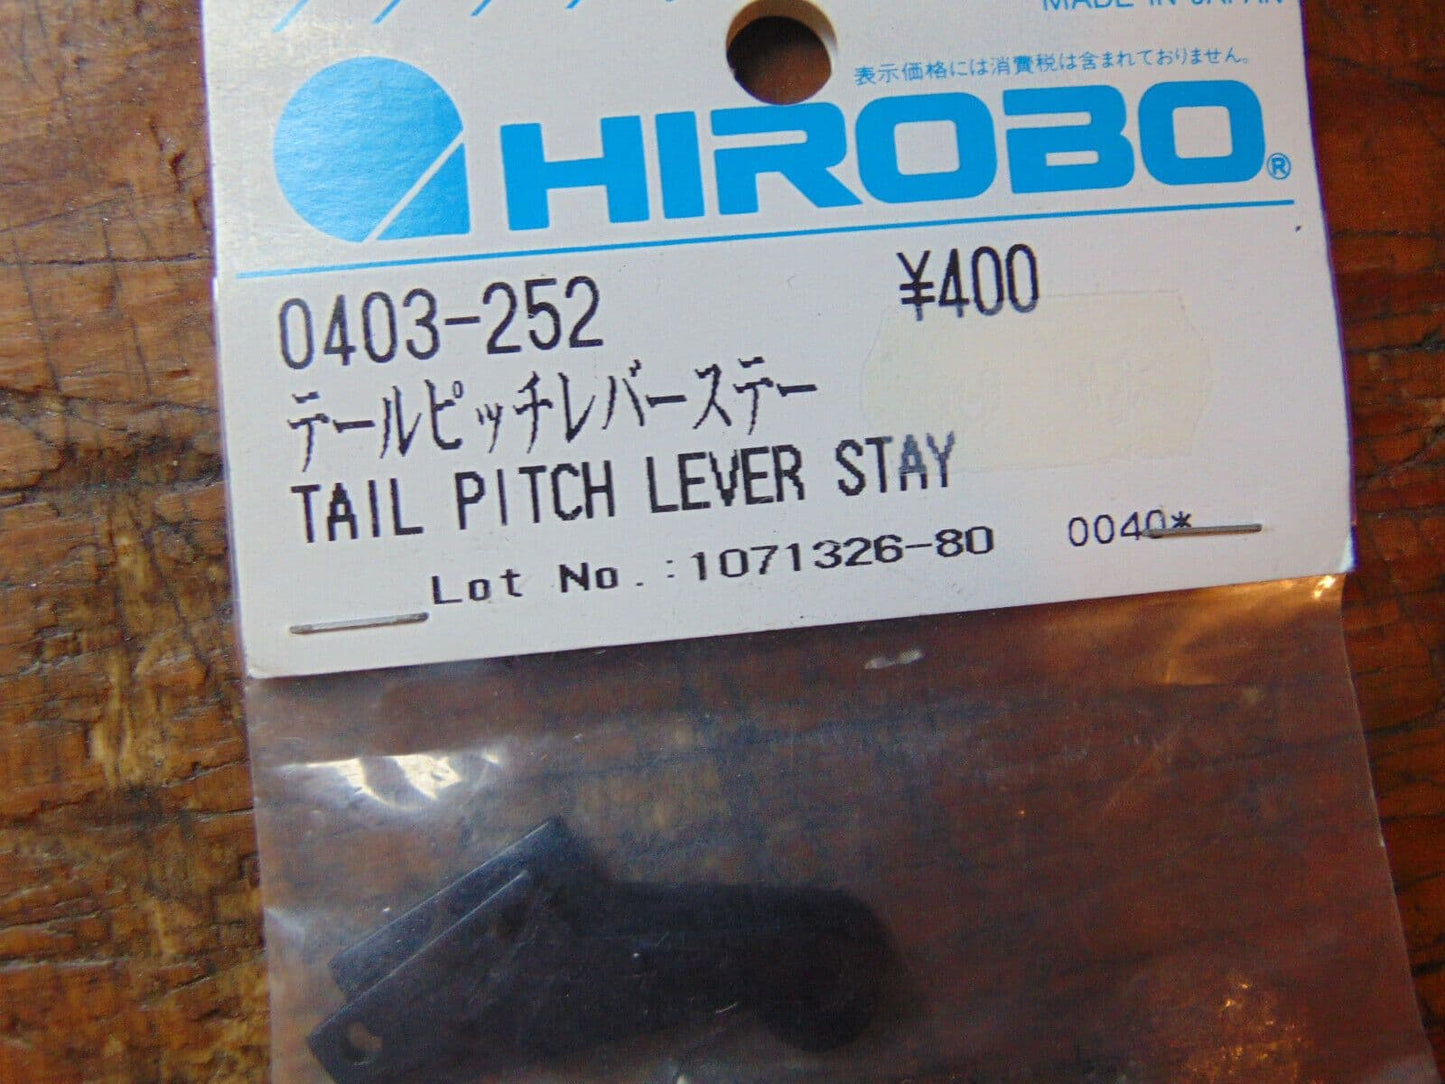 MADE IN JAPAN
表示価格には消費税は含まれておりません。
HIROBO®
0403-252 ¥400
テールピッチレバーステー
TAIL PITCH LEVER STAY
Lot No.:1071326-80 0040*